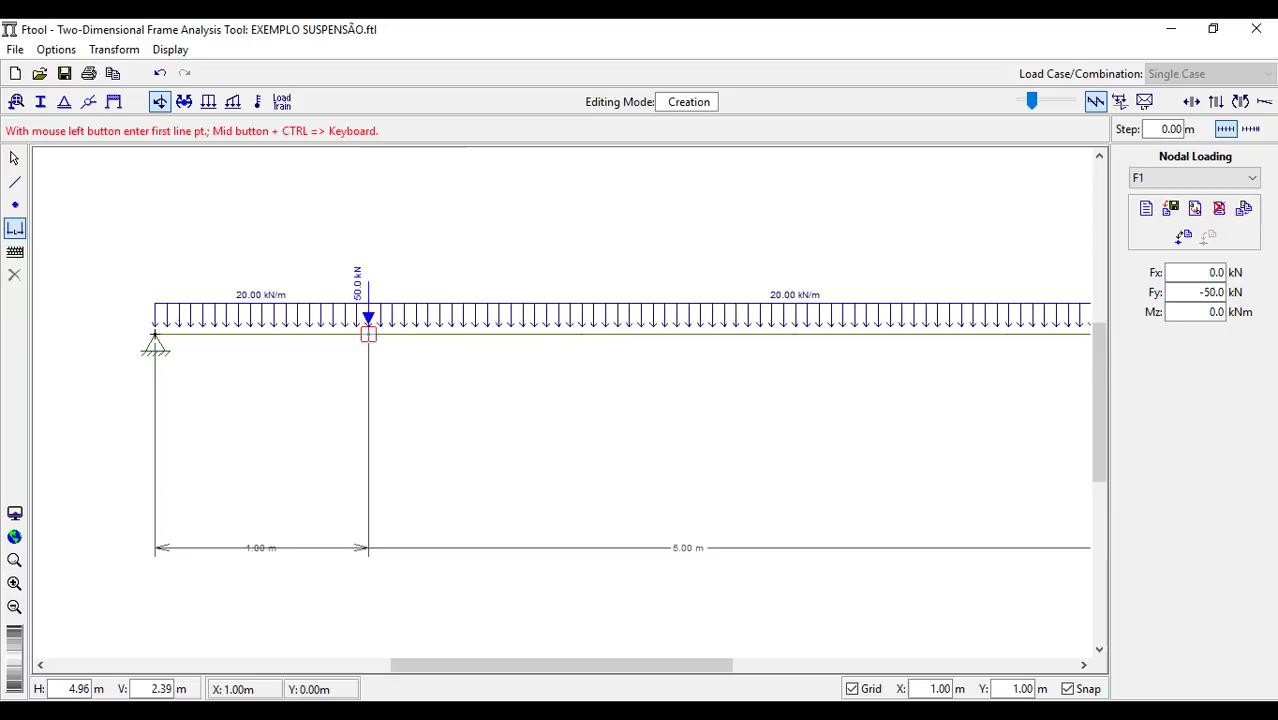 Ftool - Two-Dimensional Frame Analysis Tool: EXEMPLO SUSPENSÃO.ftl
File Options Transform Display
Load Case/Combination: Single Case
Load Train
Editing Mode: Creation
With mouse left button enter first line pt.; Mid button + CTRL => Keyboard.
Step: 0.00 m
Nodal Loading
F1
Fx: 0.0 kN
Fy: -50.0 kN
Mz: 0.0 kNm
50.0 kN
20.00 kN/m 20.00 kN/m
1.00 m 5.00 m
H: 4.96 m V: 2.39 m X: 1.00m Y: 0.00m Grid X: 1.00 m Y: 1.00 m Snap